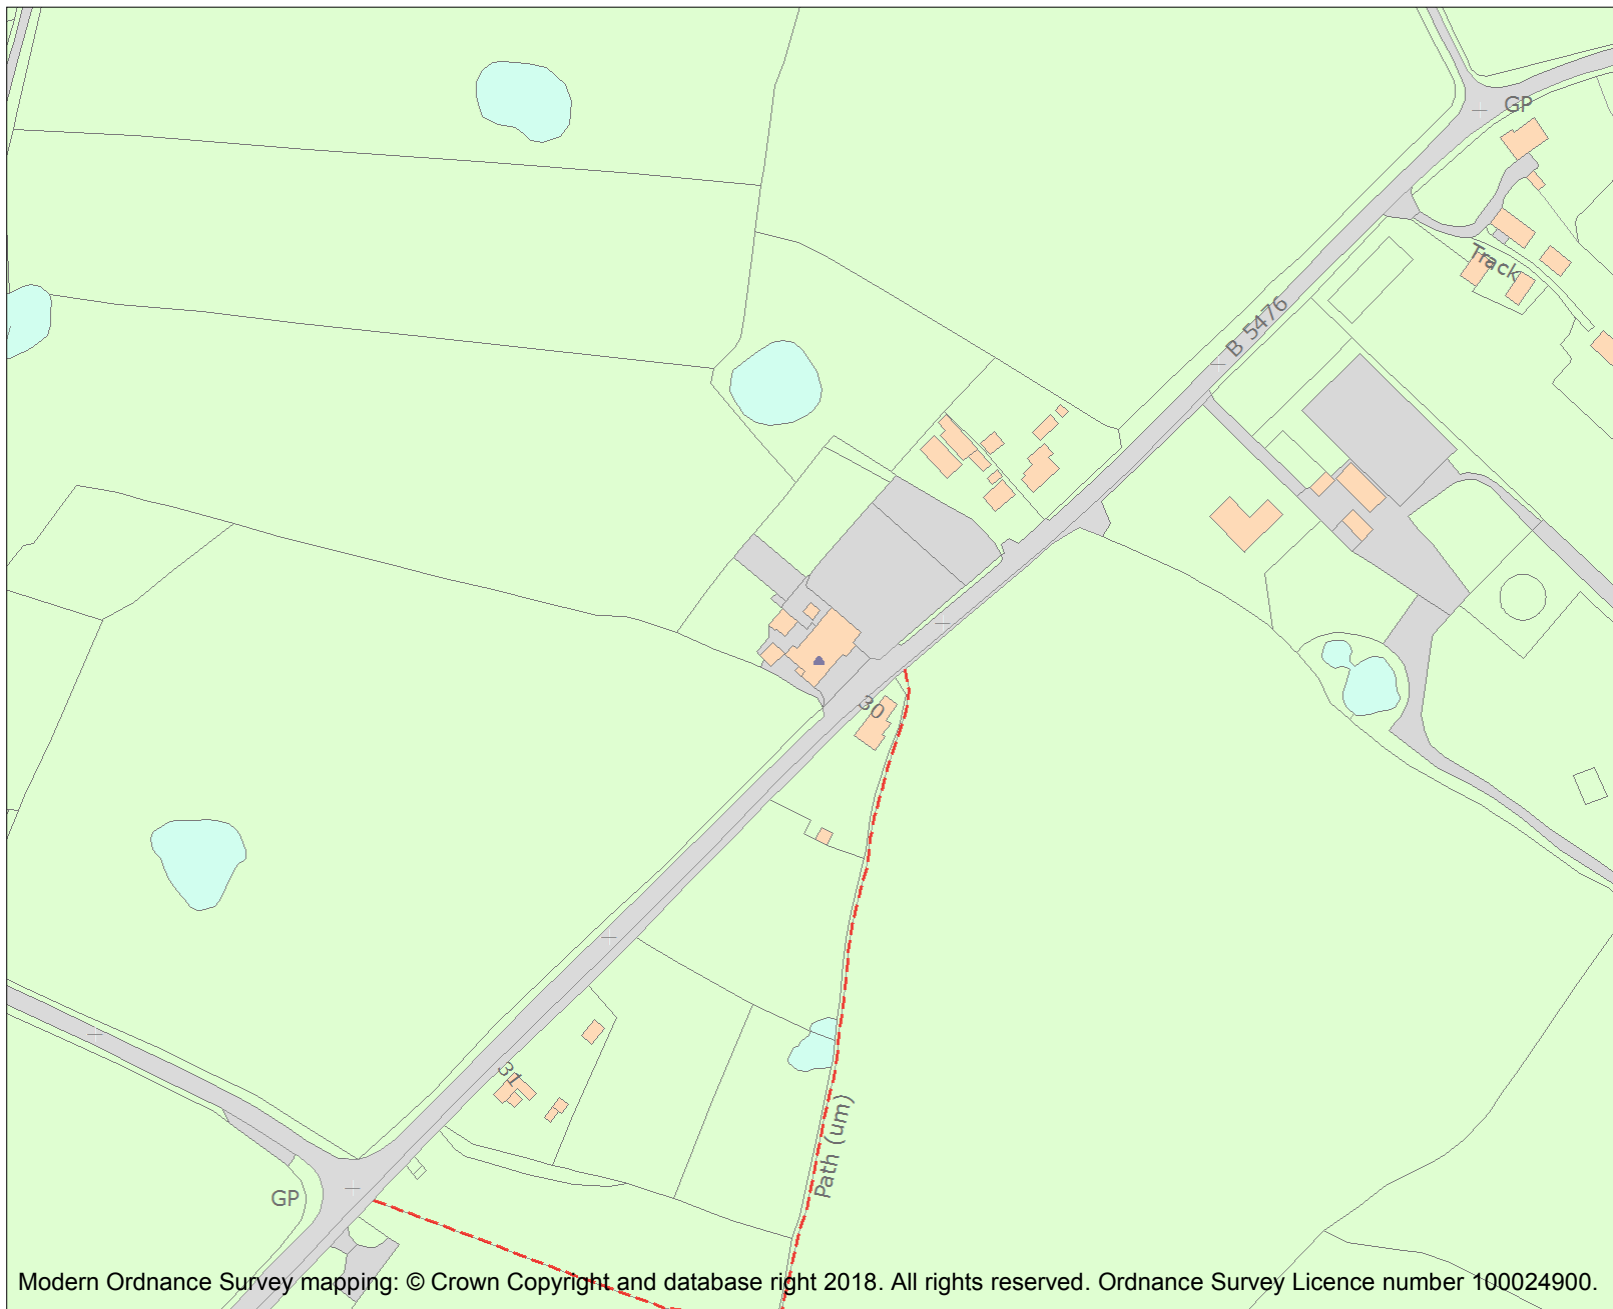 GP
Track
B 5476
30
31
Path (um)
GP
Modern Ordnance Survey mapping: © Crown Copyright and database right 2018. All rights reserved. Ordnance Survey Licence number 100024900.